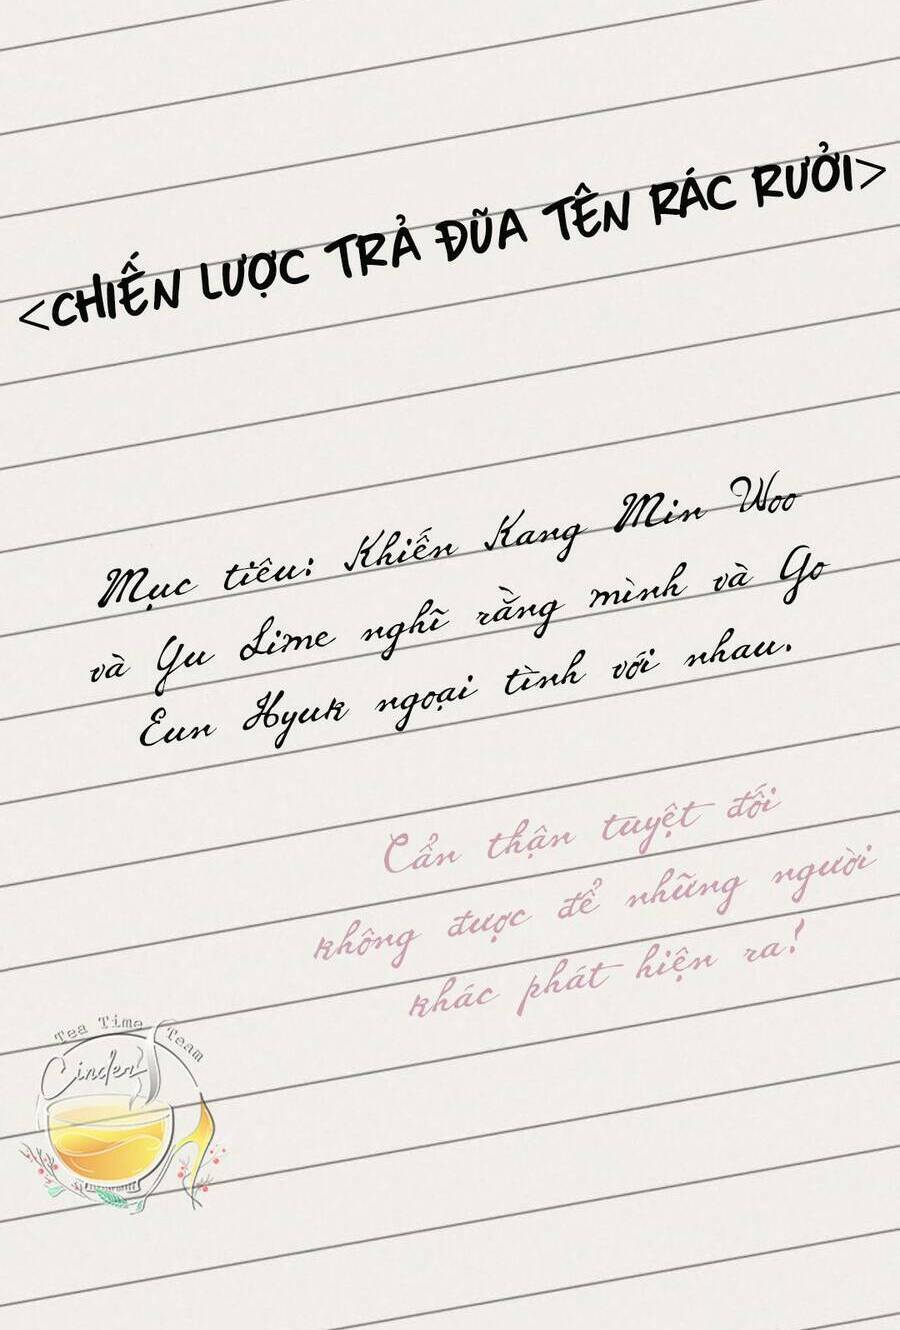 <CHIẾN LƯỢC TRẢ ĐŨA TÊN RÁC RƯỞI>
Mục tiêu: Khiến Kang Min Woo
và Yu Lime nghĩ rằng mình và Go
Eun Hyuk ngoại tình với nhau.
Cẩn thận tuyệt đối
không được để những người
khác phát hiện ra!
Tea Time Team
Cinder